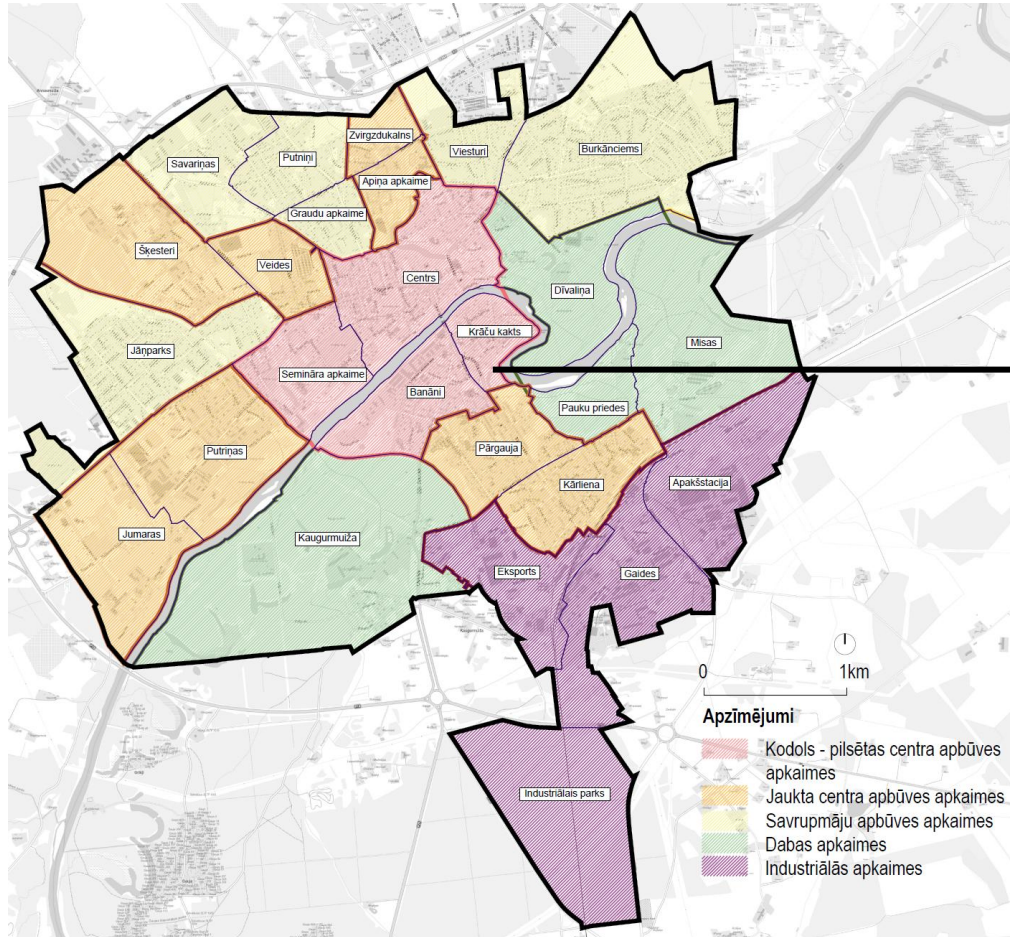 Zvirgzdukalns
Putniņi
Savariņas
Viesturi
Burkānciems
Apiņa apkaime
Graudu apkaime
Šķesteri
Veides
Centrs
Dīvaliņa
Krāču kakts
Misas
Jāņparks
Semināra apkaime
Banāni
Pauku priedes
Putriņas
Pārgauja
Kārliena
Apakšstacija
Jumaras
Kaugurmuiža
Eksports
Gaides
0 1km
Apzīmējumi
Kodols - pilsētas centra apbūves
apkaimes
Jaukta centra apbūves apkaimes
Savrupmāju apbūves apkaimes
Dabas apkaimes
Industriālās apkaimes
Industriālais parks